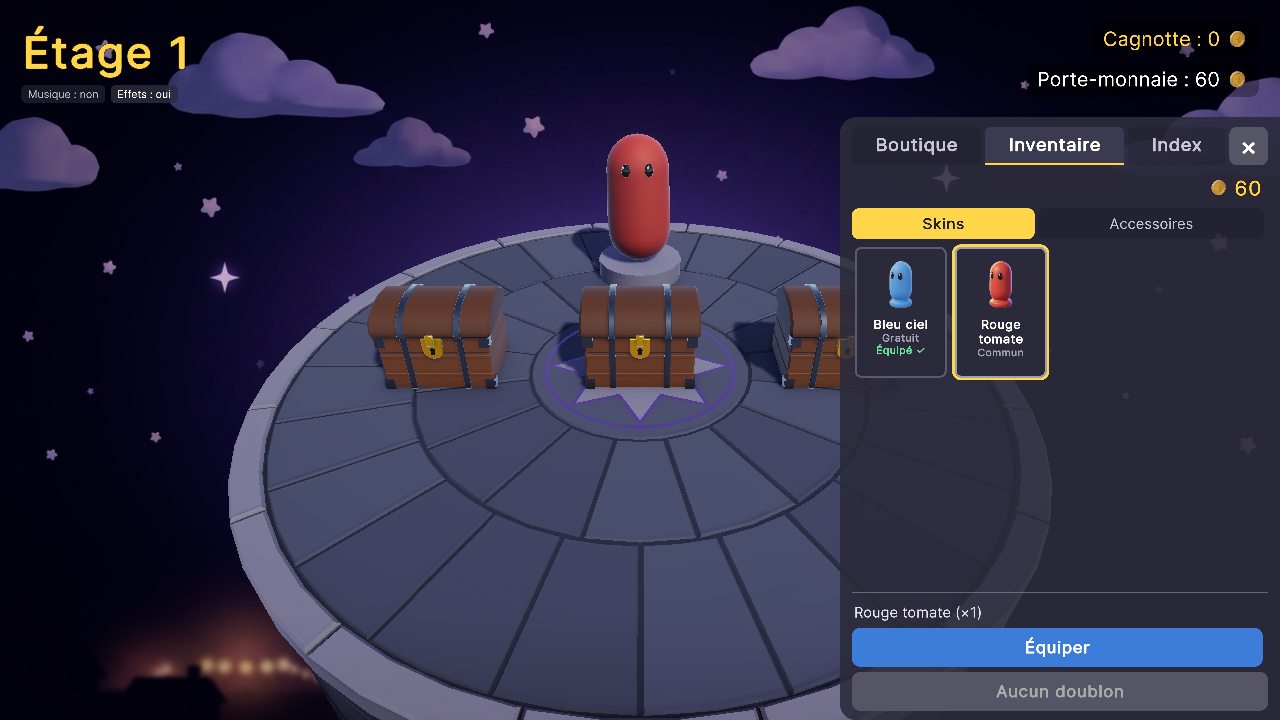 Étage 1
Musique : non
Effets : oui
Cagnotte : 0
Porte-monnaie : 60
Boutique
Inventaire
Index
×
60
Skins
Accessoires
Bleu ciel
Gratuit
Équipé ✓
Rouge
tomate
Commun
Rouge tomate (×1)
Équiper
Aucun doublon